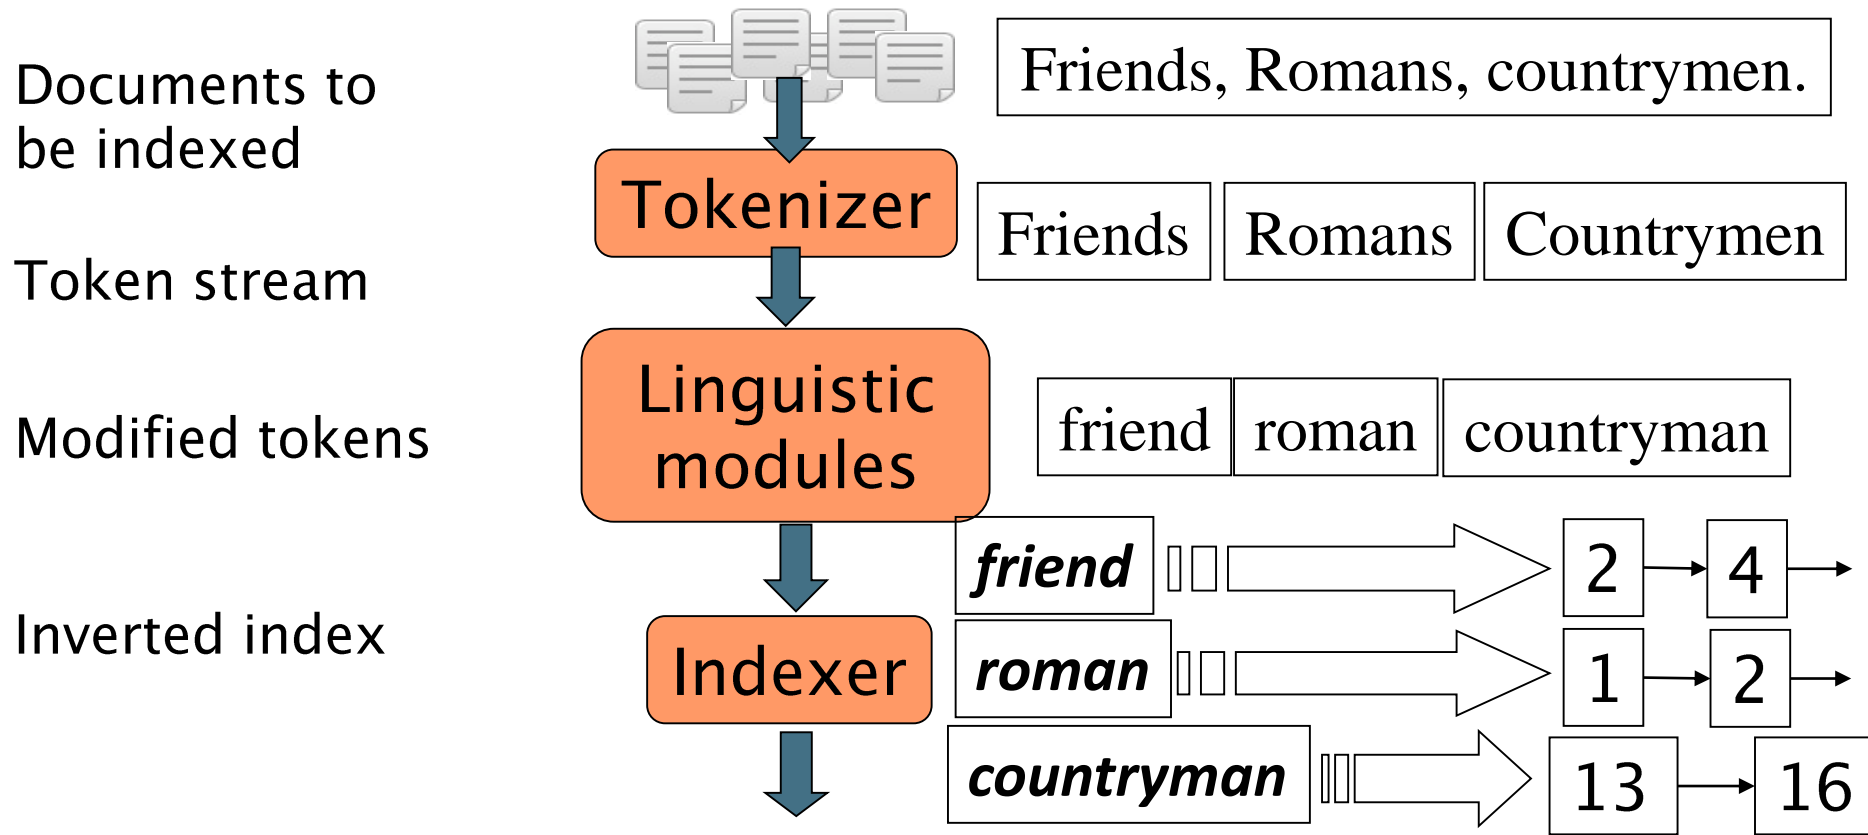 Documents to
be indexed
Friends, Romans, countrymen.
Tokenizer
Friends Romans Countrymen
Token stream
Linguistic
modules
Modified tokens
friend roman countryman
friend 2 4
Inverted index
Indexer
roman 1 2
countryman 13 16